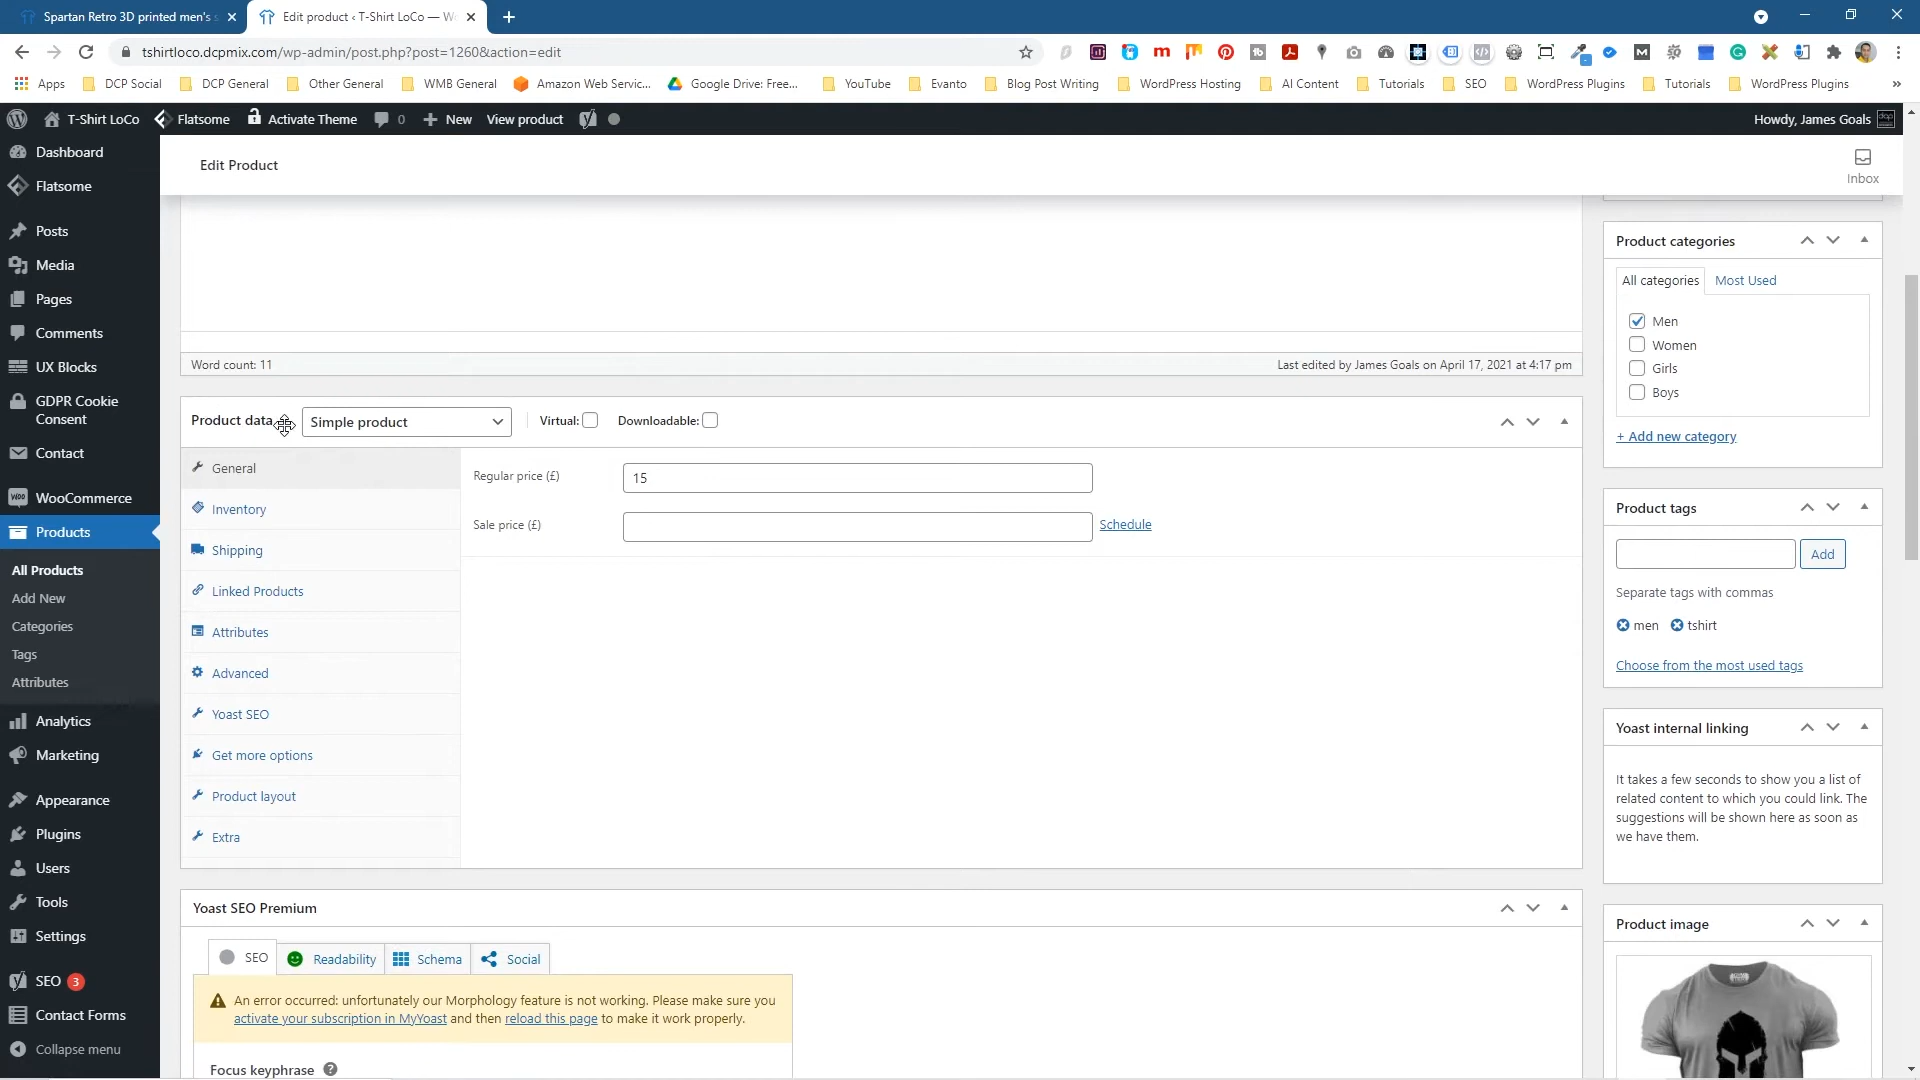 Spartan Retro 3D printed men's s
Edit product ‹ T-Shirt LoCo — W
tshirtloco.dcpmix.com/wp-admin/post.php?post=1260&action=edit
Apps
DCP Social
DCP General
Other General
WMB General
Amazon Web Servic...
Google Drive: Free...
YouTube
Evanto
Blog Post Writing
WordPress Hosting
AI Content
Tutorials
SEO
WordPress Plugins
Tutorials
WordPress Plugins
»
T-Shirt LoCo
Flatsome
Activate Theme
0
New
View product
Howdy, James Goals
Dashboard
Flatsome
Posts
Media
Pages
Comments
UX Blocks
GDPR Cookie
Consent
Contact
WooCommerce
Products
All Products
Add New
Categories
Tags
Attributes
Analytics
Marketing
Appearance
Plugins
Users
Tools
Settings
SEO 3
Contact Forms
Collapse menu
Edit Product
Inbox
Word count: 11
Last edited by James Goals on April 17, 2021 at 4:17 pm
Product data
Simple product
Virtual:
Downloadable:
General
Inventory
Shipping
Linked Products
Attributes
Advanced
Yoast SEO
Get more options
Product layout
Extra
Regular price (£)
15
Sale price (£)
Schedule
Yoast SEO Premium
SEO
Readability
Schema
Social
An error occurred: unfortunately our Morphology feature is not working. Please make sure you
activate your subscription in MyYoast and then reload this page to make it work properly.
Focus keyphrase ?
Product categories
All categories
Most Used
Men
Women
Girls
Boys
+ Add new category
Product tags
Add
Separate tags with commas
men
tshirt
Choose from the most used tags
Yoast internal linking
It takes a few seconds to show you a list of
related content to which you could link. The
suggestions will be shown here as soon as
we have them.
Product image